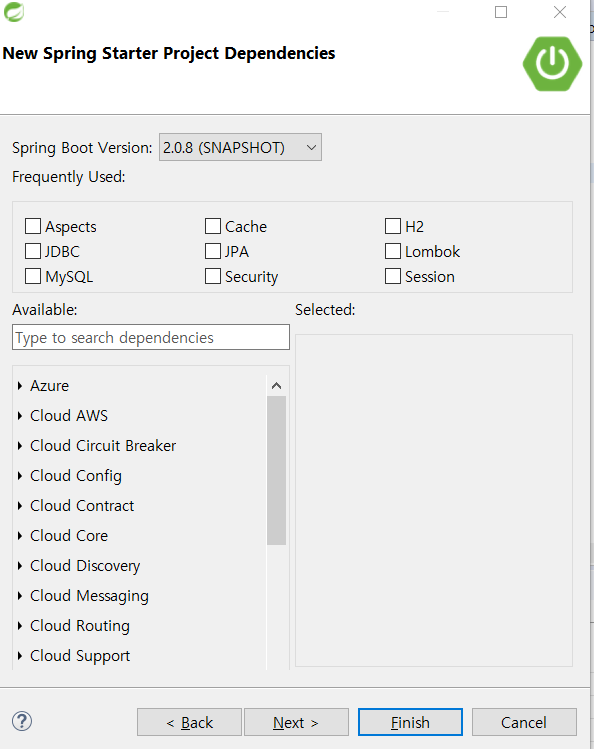 New Spring Starter Project Dependencies
Spring Boot Version: 2.0.8 (SNAPSHOT)
Frequently Used:
Aspects Cache H2
JDBC JPA Lombok
MySQL Security Session
Available: Selected:
Type to search dependencies
Azure
Cloud AWS
Cloud Circuit Breaker
Cloud Config
Cloud Contract
Cloud Core
Cloud Discovery
Cloud Messaging
Cloud Routing
Cloud Support
? < Back Next > Finish Cancel